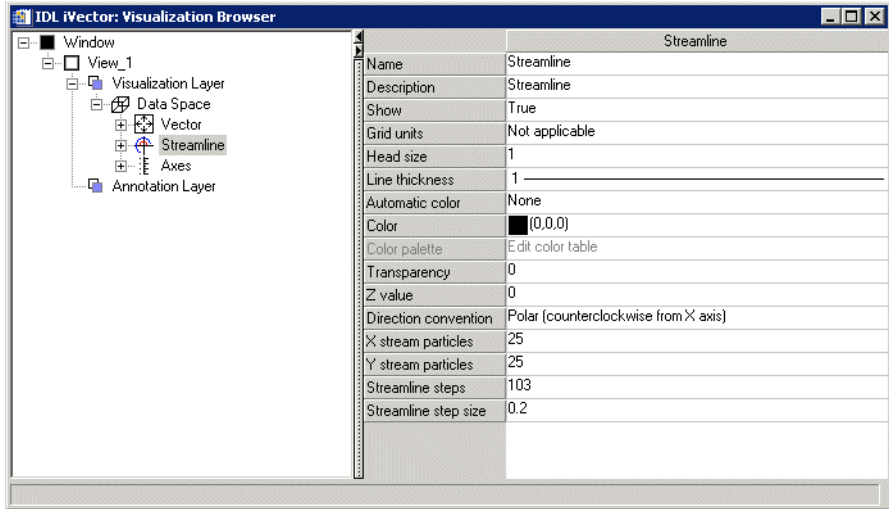 IDL iVector: Visualization Browser
Window
View_1
Visualization Layer
Data Space
Vector
Streamline
Axes
Annotation Layer
Streamline
Name Streamline
Description Streamline
Show True
Grid units Not applicable
Head size 1
Line thickness 1
Automatic color None
Color (0,0,0)
Color palette Edit color table
Transparency 0
Z value 0
Direction convention Polar (counterclockwise from X axis)
X stream particles 25
Y stream particles 25
Streamline steps 103
Streamline step size 0.2